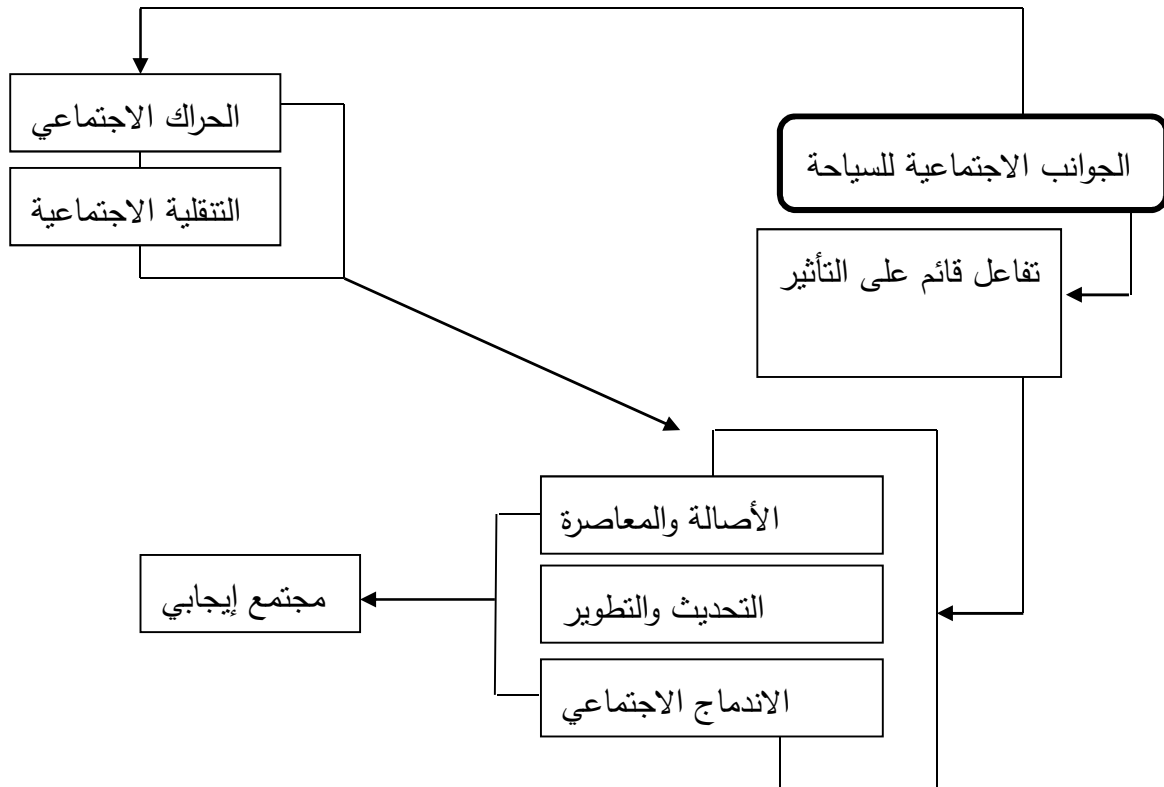 الجوانب الاجتماعية للسياحة
الحراك الاجتماعي
التنقلية الاجتماعية
تفاعل قائم على التأثير
الأصالة والمعاصرة
التحديث والتطوير
الاندماج الاجتماعي
مجتمع إيجابي